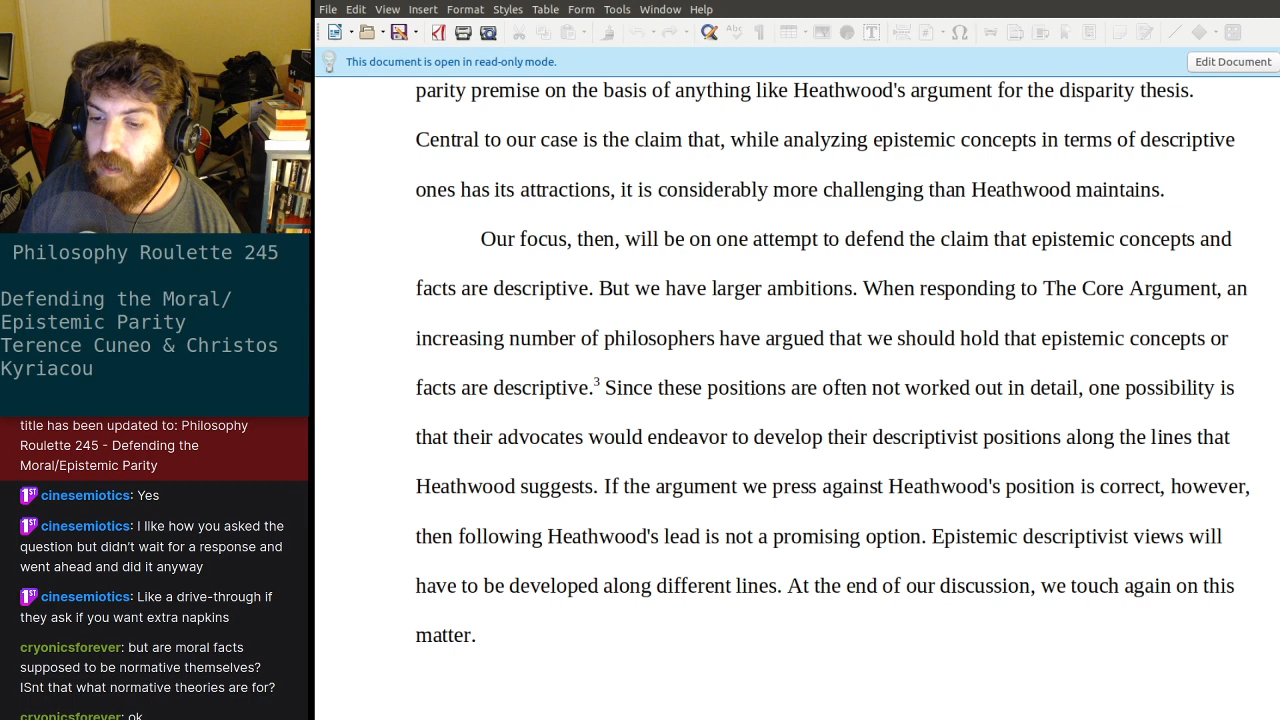 File Edit View Insert Format Styles Table Form Tools Window Help
This document is open in read-only mode.
Edit Document
parity premise on the basis of anything like Heathwood's argument for the disparity thesis.
Central to our case is the claim that, while analyzing epistemic concepts in terms of descriptive
ones has its attractions, it is considerably more challenging than Heathwood maintains.
Our focus, then, will be on one attempt to defend the claim that epistemic concepts and
facts are descriptive. But we have larger ambitions. When responding to The Core Argument, an
increasing number of philosophers have argued that we should hold that epistemic concepts or
facts are descriptive.3 Since these positions are often not worked out in detail, one possibility is
that their advocates would endeavor to develop their descriptivist positions along the lines that
Heathwood suggests. If the argument we press against Heathwood's position is correct, however,
then following Heathwood's lead is not a promising option. Epistemic descriptivist views will
have to be developed along different lines. At the end of our discussion, we touch again on this
matter.
Philosophy Roulette 245
Defending the Moral/
Epistemic Parity
Terence Cuneo & Christos
Kyriacou
title has been updated to: Philosophy
Roulette 245 - Defending the
Moral/Epistemic Parity
1ST cinesemiotics: Yes
1ST cinesemiotics: I like how you asked the
question but didn't wait for a response and
went ahead and did it anyway
1ST cinesemiotics: Like a drive-through if
they ask if you want extra napkins
cryonicsforever: but are moral facts
supposed to be normative themselves?
ISnt that what normative theories are for?
cryonicsforever: ok